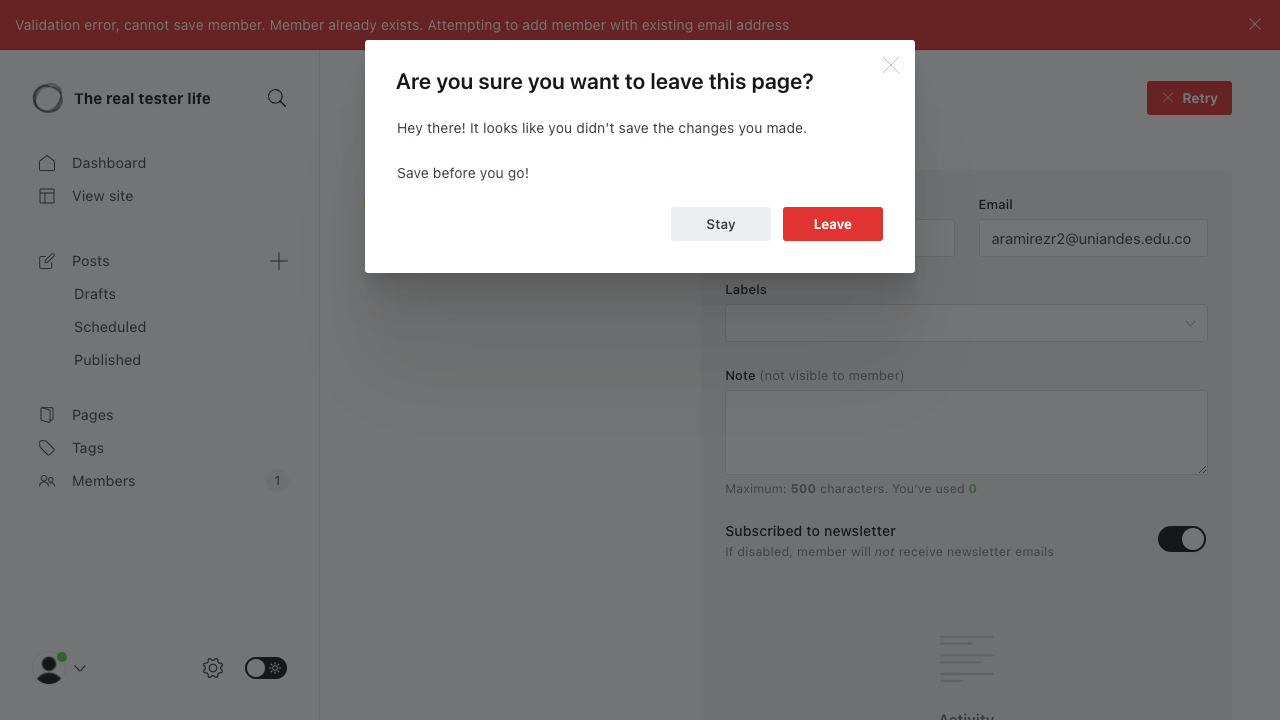 Validation error, cannot save member. Member already exists. Attempting to add member with existing email address
Are you sure you want to leave this page?
Hey there! It looks like you didn't save the changes you made.
Save before you go!
Stay
Leave
The real tester life
Dashboard
View site
Posts
Drafts
Scheduled
Published
Pages
Tags
Members
1
Retry
Email
aramirezr2@uniandes.edu.co
Labels
Note (not visible to member)
Maximum: 500 characters. You've used 0
Subscribed to newsletter
If disabled, member will not receive newsletter emails
Activity